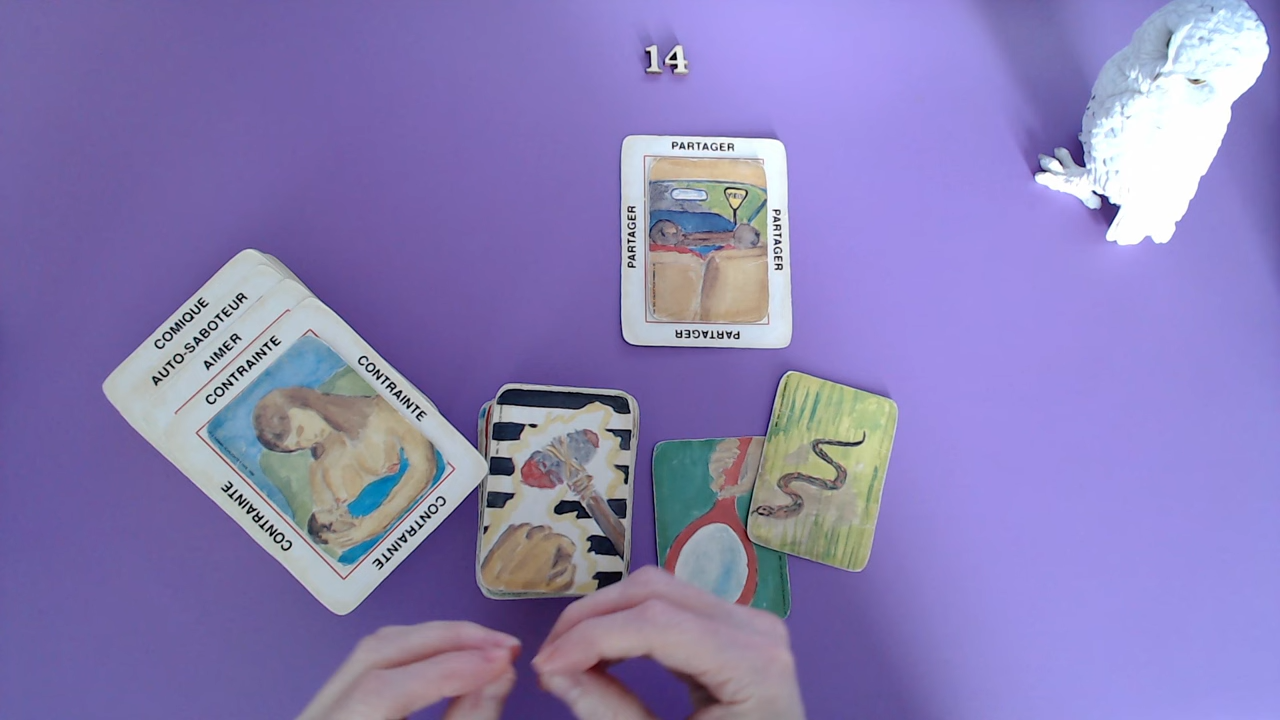 14
PARTAGER
PARTAGER
PARTAGER
PARTAGER
COMIQUE
AUTO-SABOTEUR
AIMER
CONTRAINTE
CONTRAINTE
CONTRAINTE
CONTRAINTE